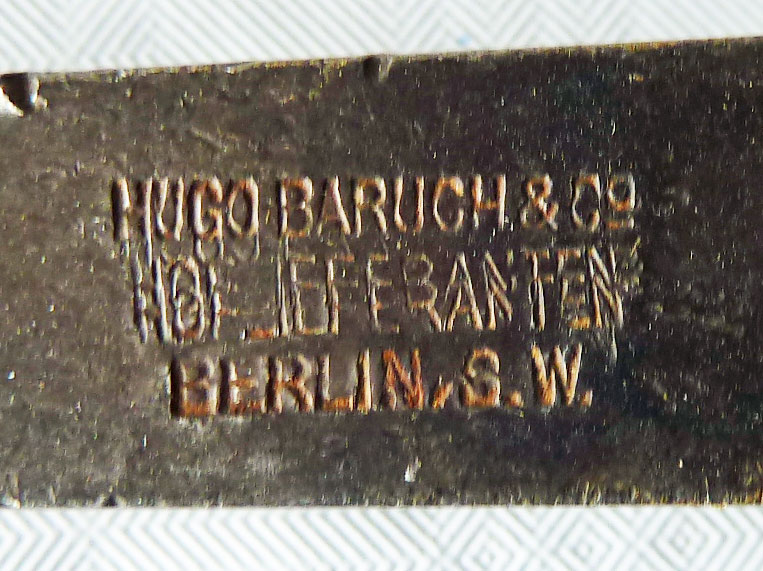 HUGO BARUCH & Cº
HOFLIEFERANTEN
BERLIN, S.W.